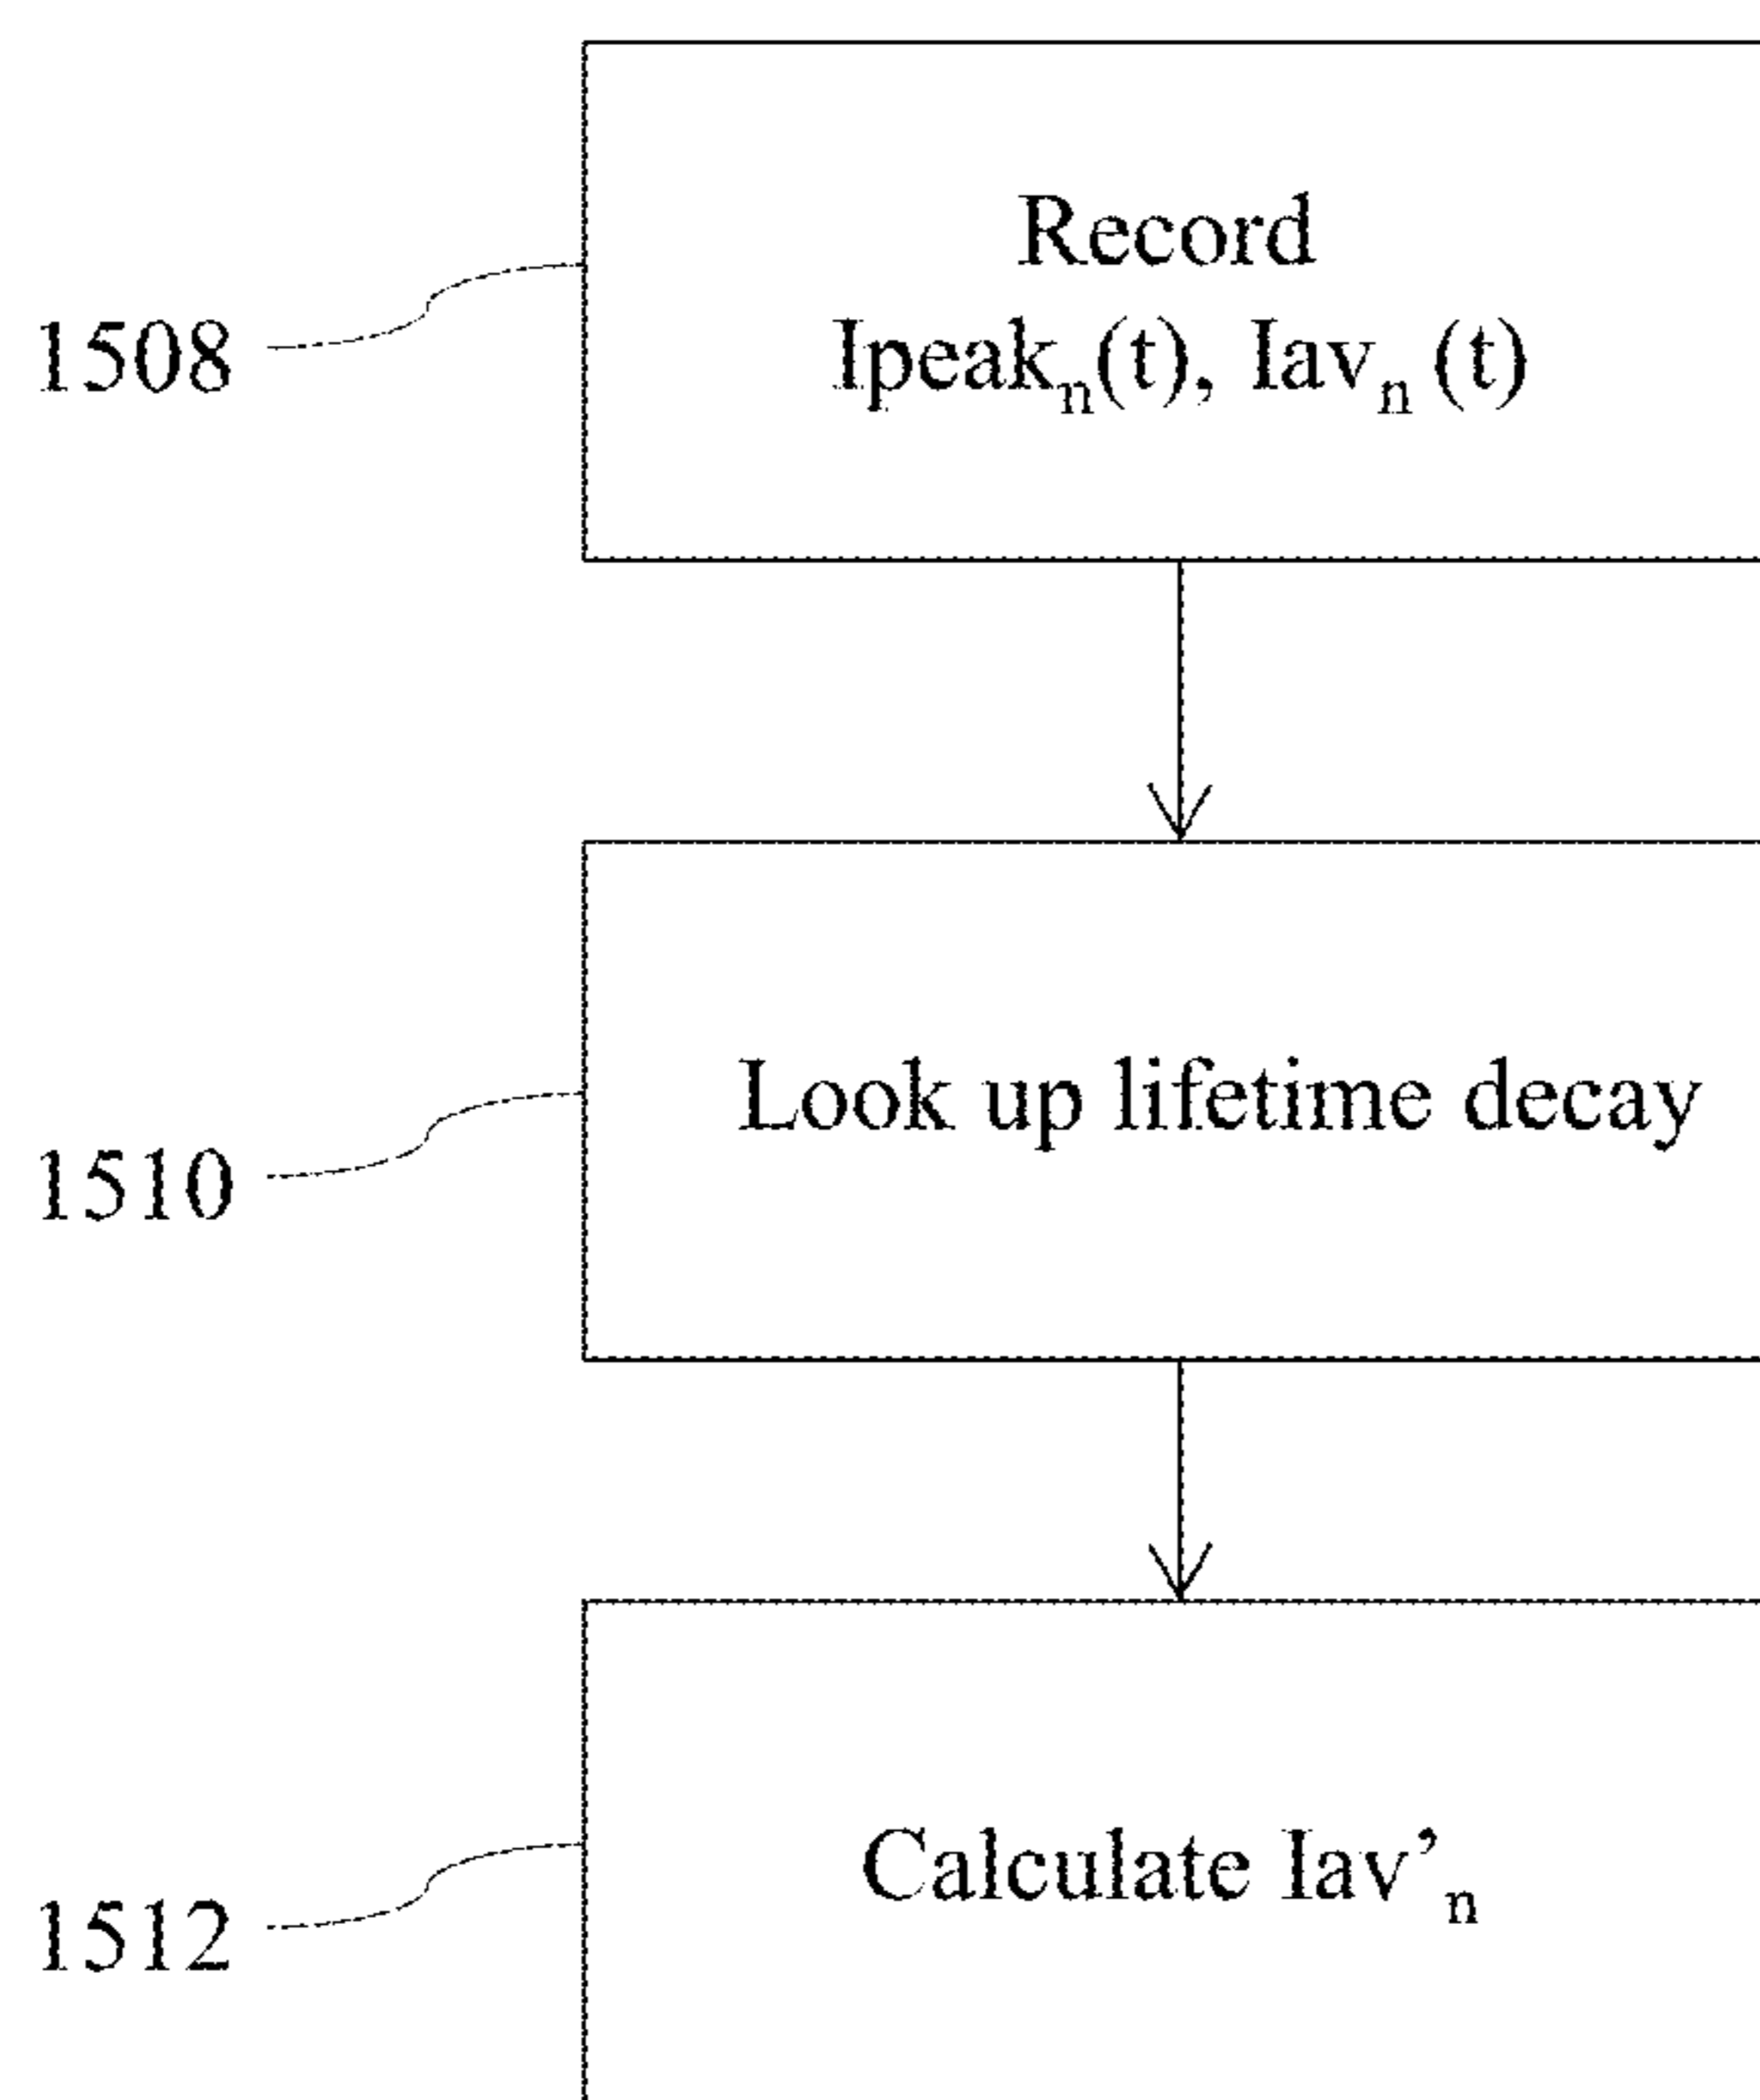 Record
1508
Ipeakₙ(t), Iavₙ (t)
Look up lifetime decay
1510
Calculate Iav’ₙ
1512